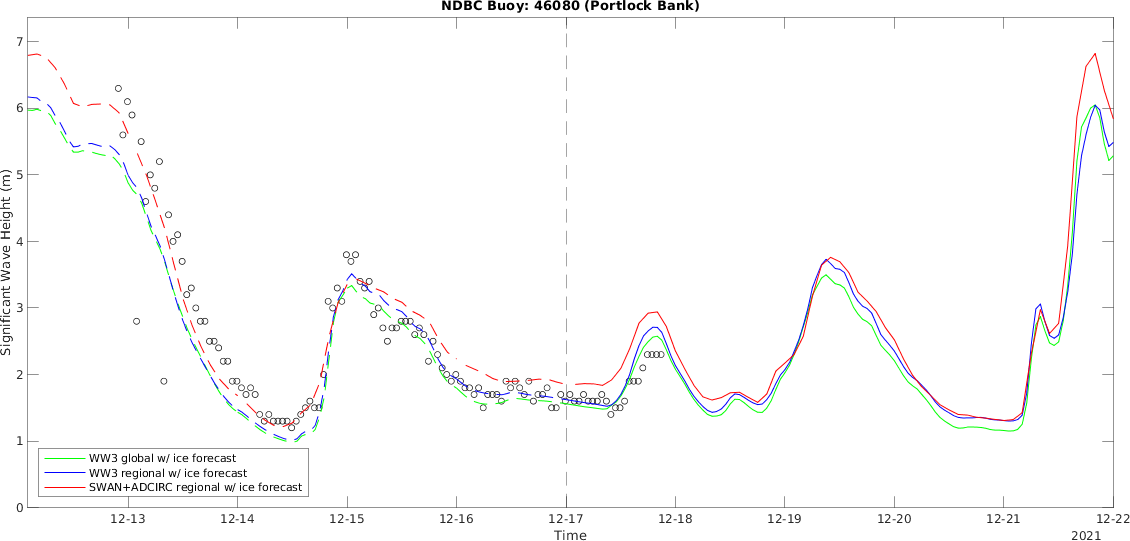 NDBC Buoy: 46080 (Portlock Bank)
7
6
5
4
3
2
1
0
Significant Wave Height (m)
WW3 global w/ ice forecast
WW3 regional w/ ice forecast
SWAN+ADCIRC regional w/ ice forecast
12-13 12-14 12-15 12-16 12-17 12-18 12-19 12-20 12-21 12-22
Time
2021